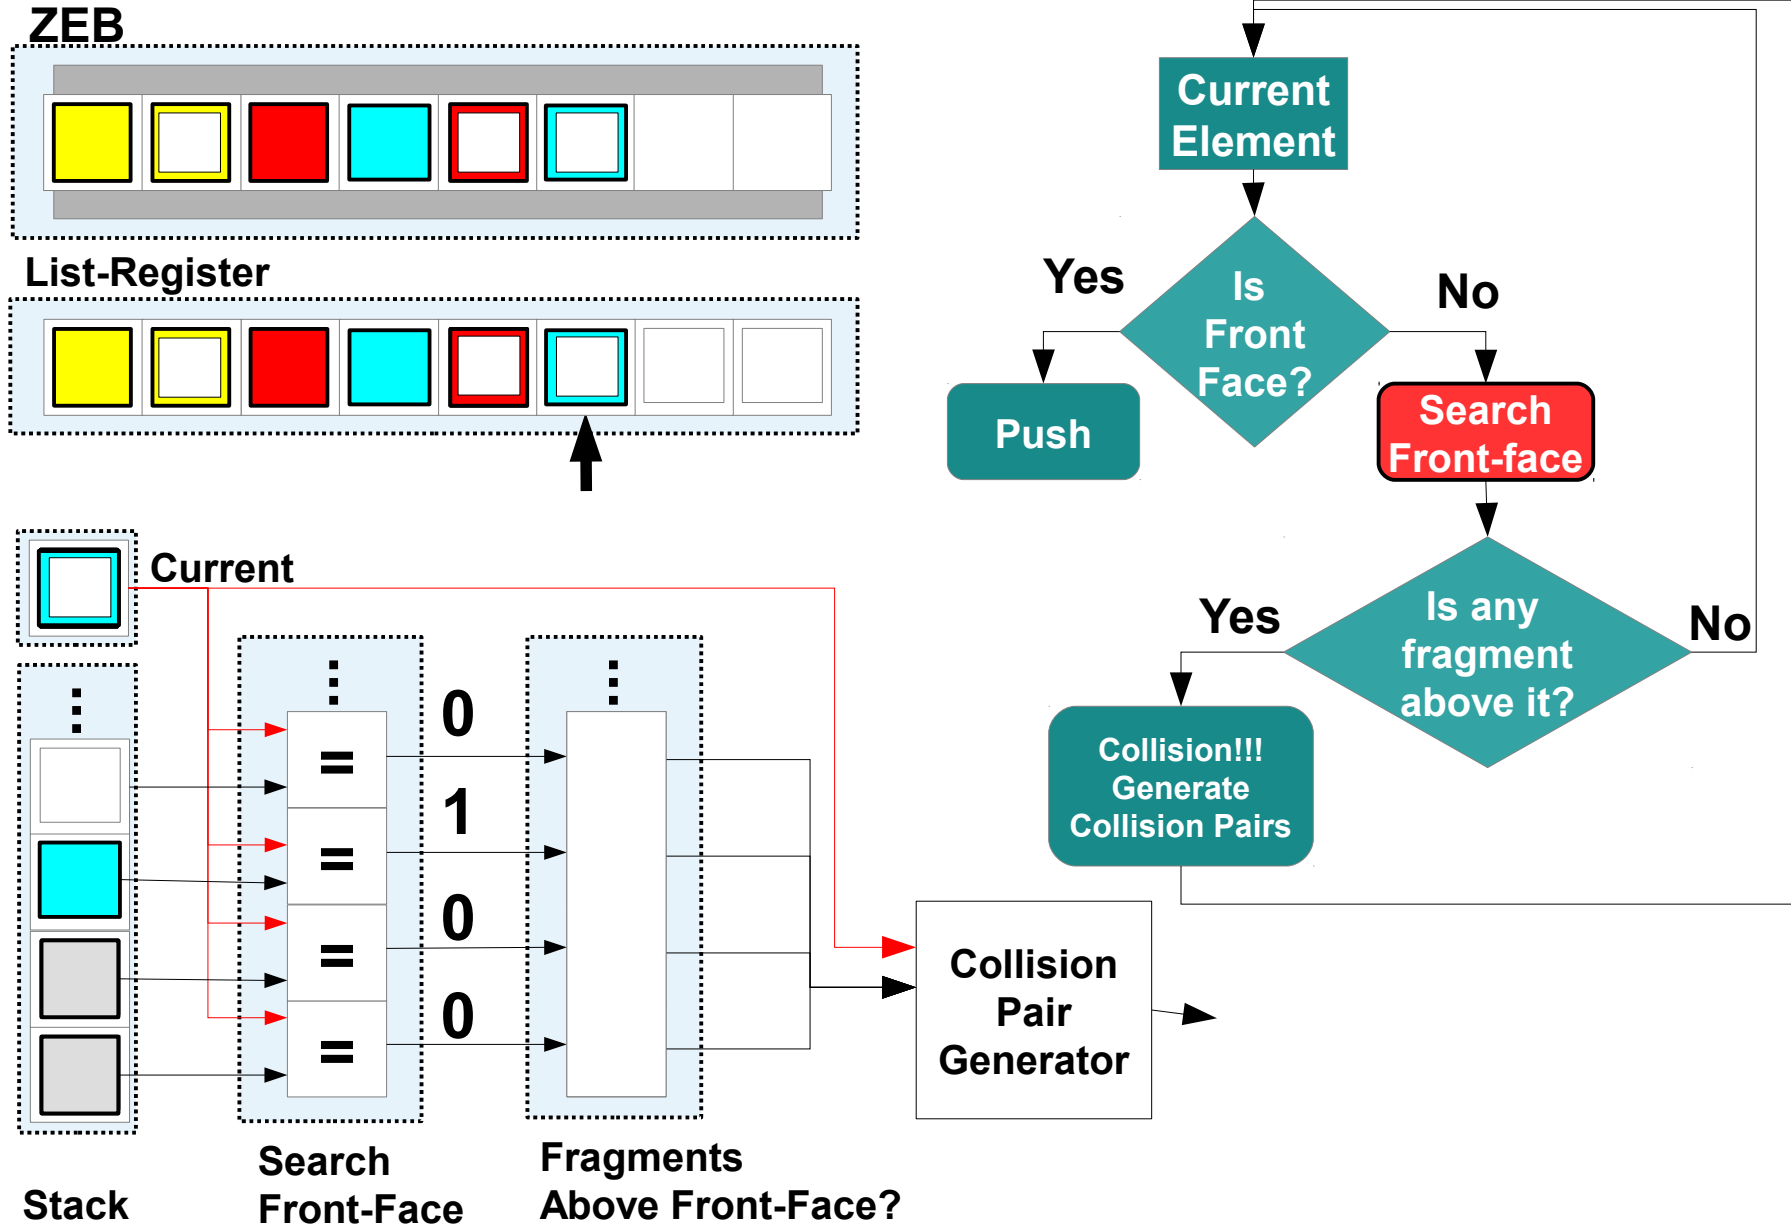 ZEB
List-Register
Current
0
1
0
0
=
=
=
=
Stack
Search
Front-Face
Fragments
Above Front-Face?
Collision
Pair
Generator
Current
Element
Is
Front
Face?
Yes
No
Push
Search
Front-face
Is any
fragment
above it?
Yes
No
Collision!!!
Generate
Collision Pairs